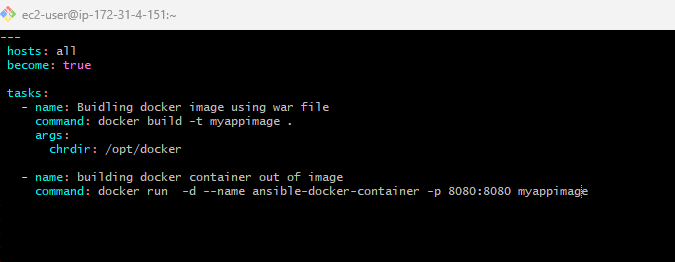 ec2-user@ip-172-31-4-151:~
---
hosts: all
become: true
tasks:
- name: Buidling docker image using war file
command: docker build -t myappimage .
args:
chrdir: /opt/docker
- name: building docker container out of image
command: docker run  -d --name ansible-docker-container -p 8080:8080 myappimage